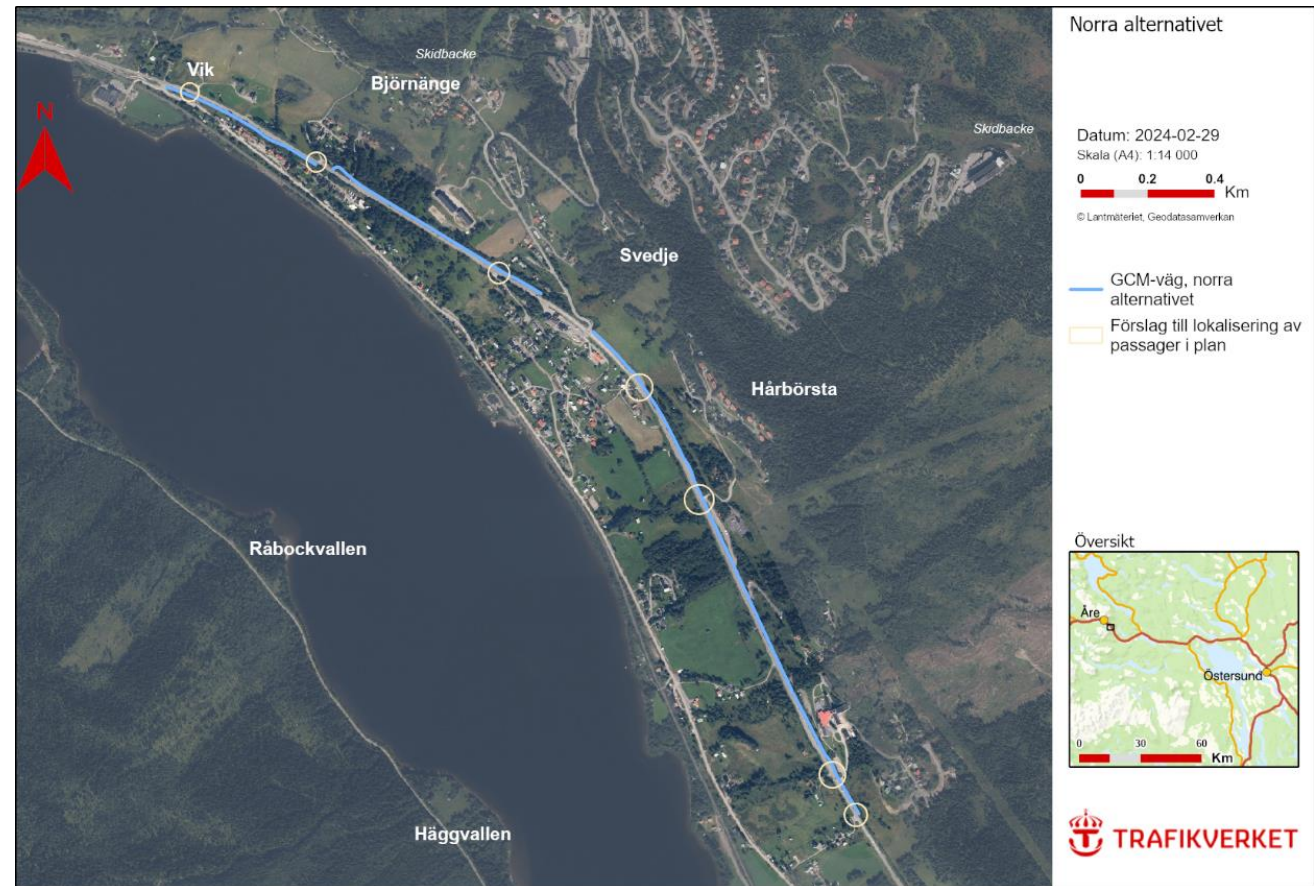 Norra alternativet
Skidbacke
Vik
Björnänge
N
Skidbacke
Datum: 2024-02-29
Skala (A4): 1:14 000
0 0.2 0.4
Km
© Lantmäteriet, Geodatasamverkan
Svedje
GCM-väg, norra
alternativet
Förslag till lokalisering av
passager i plan
Hårbörsta
Råbockvallen
Översikt
Åre
Östersund
0 30 60
Km
Häggvallen
TRAFIKVERKET